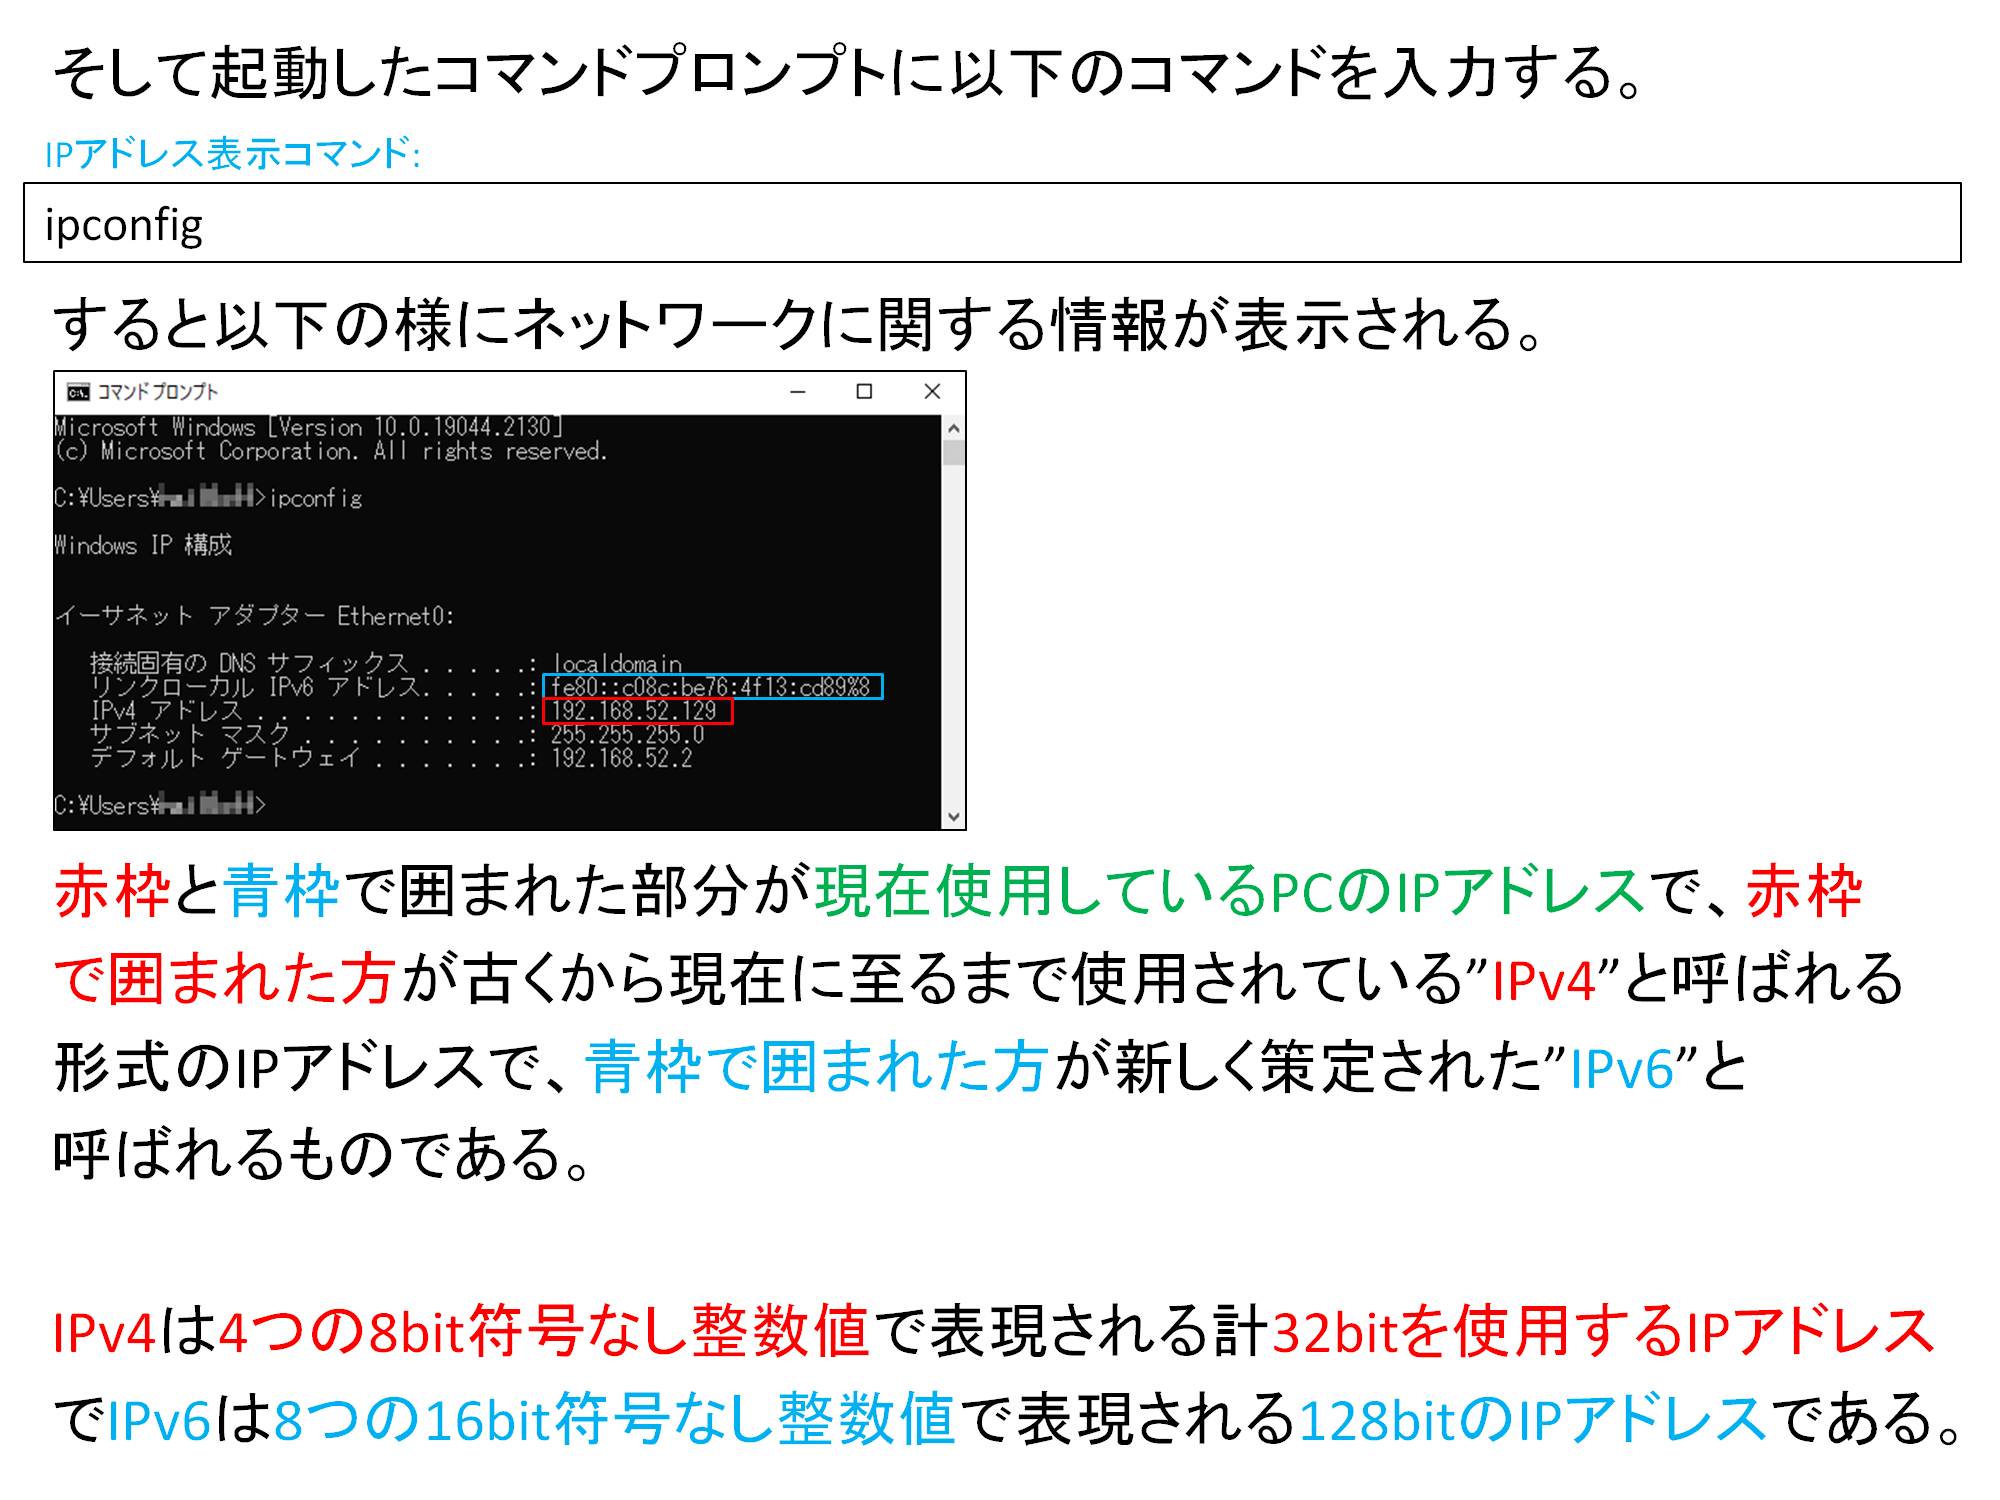 そして起動したコマンドプロンプトに以下のコマンドを入力する。
IPアドレス表示コマンド:
ipconfig
すると以下の様にネットワークに関する情報が表示される。
コマンド プロンプト
Microsoft Windows [Version 10.0.19044.2130]
(c) Microsoft Corporation. All rights reserved.
C:¥Users¥>ipconfig
Windows IP 構成
イーサネット アダプター Ethernet0:
接続固有の DNS サフィックス . . . . .: localdomain
リンクローカル IPv6 アドレス. . . . .: fe80::c08c:be76:4f13:cd89%8
IPv4 アドレス . . . . . . . . . . . .: 192.168.52.129
サブネット マスク . . . . . . . . . .: 255.255.255.0
デフォルト ゲートウェイ . . . . . . .: 192.168.52.2
C:¥Users¥>
赤枠と青枠で囲まれた部分が現在使用しているPCのIPアドレスで、赤枠
で囲まれた方が古くから現在に至るまで使用されている”IPv4”と呼ばれる
形式のIPアドレスで、青枠で囲まれた方が新しく策定された”IPv6”と
呼ばれるものである。
IPv4は4つの8bit符号なし整数値で表現される計32bitを使用するIPアドレス
でIPv6は8つの16bit符号なし整数値で表現される128bitのIPアドレスである。